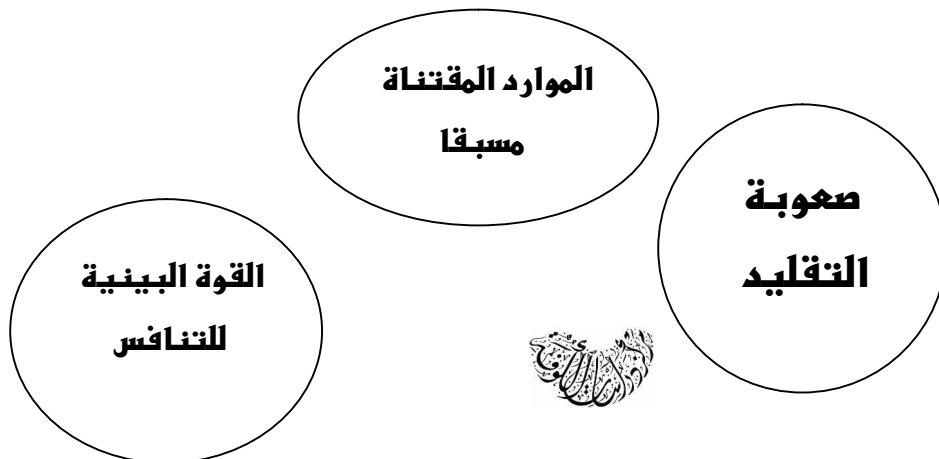 الموارد المقتناة
مسبقا
صعوبة
التقليد
القوة البينية
للتنافس